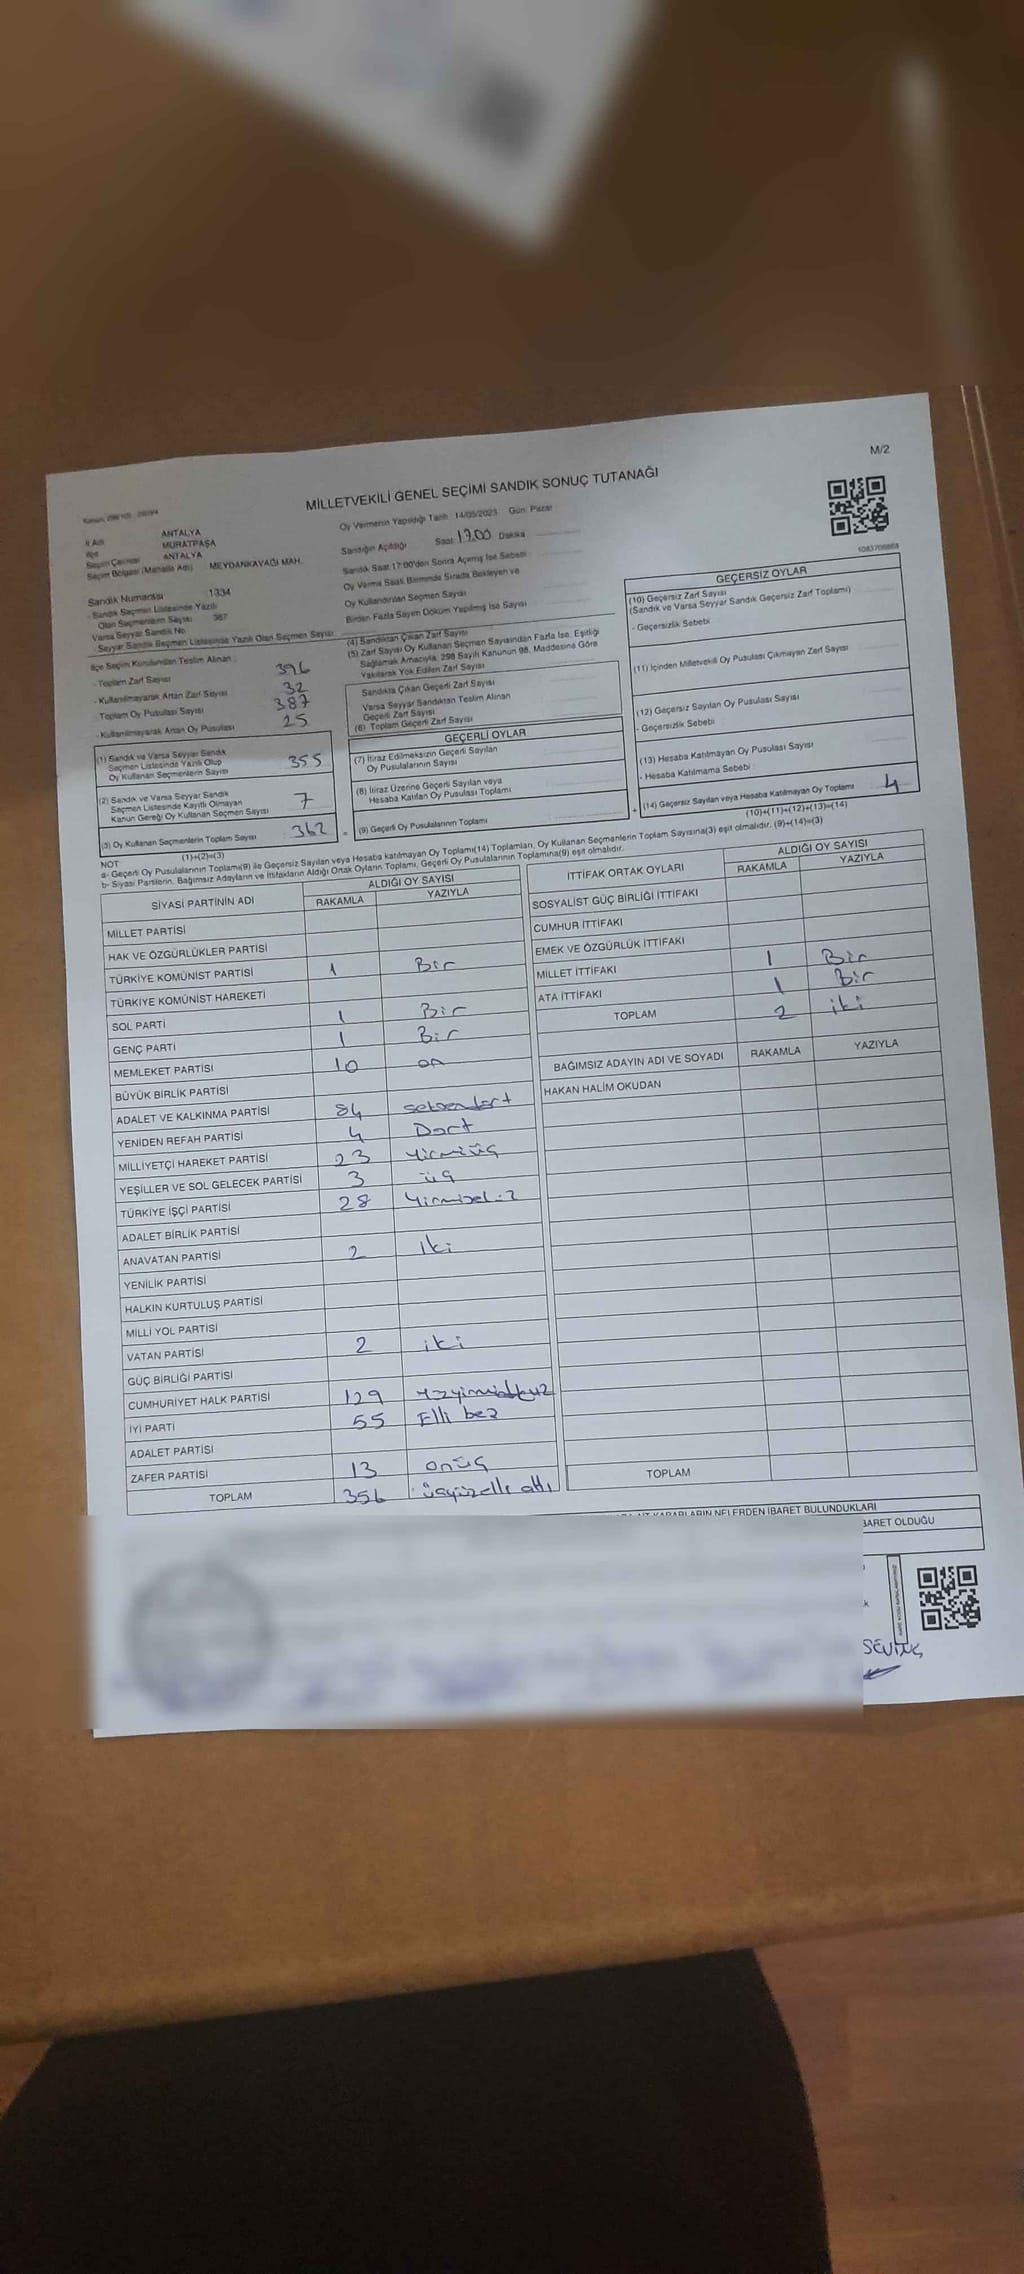 M/2
MİLLETVEKİLİ GENEL SEÇİMİ SANDIK SONUÇ TUTANAĞI
İl Adı ANTALYA
İlçe MURATPAŞA
Seçim Çevresi ANTALYA
Seçim Bölgesi (Mahalle Adı) MEYDANKAVAĞI MAH.
Sandık Numarası 1334
- Sandık Seçmen Listesinde Yazılı
Olan Seçmenlerin Sayısı 367
Varsa Seyyar Sandık No
- Seyyar Sandık Seçmen Listesinde Yazılı Olan Seçmen Sayısı
Oy Vermenin Yapıldığı Tarih 14/05/2023 Gün: Pazar
Sandığın Açıldığı Saat 17.00 Dakika
Sandık Saat 17:00'den Sonra Açılmış İse Sebebi
Oy Verme Saati Bitiminde Sırada Bekleyen ve
Oy Kullandırılan Seçmen Sayısı
Birden Fazla Sayım Döküm Yapılmış İse Sayısı
İlçe Seçim Kurulundan Teslim Alınan
- Toplam Zarf Sayısı 396
- Kullanılmayarak Artan Zarf Sayısı 32
Toplam Oy Pusulası Sayısı 387
- Kullanılmayarak Artan Oy Pusulası 25
(1) Sandık ve Varsa Seyyar Sandık
Seçmen Listesinde Yazılı Olup
Oy Kullanan Seçmenlerin Sayısı 355
(2) Sandık ve Varsa Seyyar Sandık
Seçmen Listesinde Kayıtlı Olmayan
Kanun Gereği Oy Kullanan Seçmen Sayısı 7
(3) Oy Kullanan Seçmenlerin Toplam Sayısı 362
(1)+(2)=(3)
(4) Sandıktan Çıkan Zarf Sayısı
(5) Zarf Sayısı Oy Kullanan Seçmen Sayısından Fazla İse, Eşitliği
Sağlamak Amacıyla, 298 Sayılı Kanunun 98. Maddesine Göre
Yakılarak Yok Edilen Zarf Sayısı
Sandıkta Çıkan Geçerli Zarf Sayısı
Varsa Seyyar Sandıktan Teslim Alınan
Geçerli Zarf Sayısı
(6) Toplam Geçerli Zarf Sayısı
GEÇERLİ OYLAR
(7) İtiraz Edilmeksizin Geçerli Sayılan
Oy Pusulalarının Sayısı
(8) İtiraz Üzerine Geçerli Sayılan veya
Hesaba Katılan Oy Pusulası Toplamı
(9) Geçerli Oy Pusulalarının Toplamı
GEÇERSİZ OYLAR
(10) Geçersiz Zarf Sayısı
(Sandık ve Varsa Seyyar Sandık Geçersiz Zarf Toplamı)
- Geçersizlik Sebebi
(11) İçinden Milletvekili Oy Pusulası Çıkmayan Zarf Sayısı
(12) Geçersiz Sayılan Oy Pusulası Sayısı
- Geçersizlik Sebebi
(13) Hesaba Katılmayan Oy Pusulası Sayısı
- Hesaba Katılmama Sebebi
(14) Geçersiz Sayılan veya Hesaba Katılmayan Oy Toplamı 4
(10)+(11)+(12)+(13)=(14)
NOT:
a- Geçerli Oy Pusulalarının Toplamı(9) ile Geçersiz Sayılan veya Hesaba katılmayan Oy Toplamı(14) Toplamları, Oy Kullanan Seçmenlerin Toplam Sayısına(3) eşit olmalıdır. (9)+(14)=(3)
b- Siyasi Partilerin, Bağımsız Adayların ve İttifakların Aldığı Ortak Oyların Toplamı, Geçerli Oy Pusulalarının Toplamına(9) eşit olmalıdır.
SİYASİ PARTİNİN ADI ALDIĞI OY SAYISI
RAKAMLA YAZIYLA
MİLLET PARTİSİ
HAK VE ÖZGÜRLÜKLER PARTİSİ
TÜRKİYE KOMÜNİST PARTİSİ 1 Bir
TÜRKİYE KOMÜNİST HAREKETİ
SOL PARTİ 1 Bir
GENÇ PARTİ 1 Bir
MEMLEKET PARTİSİ 10 on
BÜYÜK BİRLİK PARTİSİ
ADALET VE KALKINMA PARTİSİ 84 seksendört
YENİDEN REFAH PARTİSİ 4 Dört
MİLLİYETÇİ HAREKET PARTİSİ 23 Yirmiüç
YEŞİLLER VE SOL GELECEK PARTİSİ 3 üç
TÜRKİYE İŞÇİ PARTİSİ 28 Yirmisekiz
ADALET BİRLİK PARTİSİ
ANAVATAN PARTİSİ 2 İki
YENİLİK PARTİSİ
HALKIN KURTULUŞ PARTİSİ
MİLLİ YOL PARTİSİ
VATAN PARTİSİ 2 iki
GÜÇ BİRLİĞİ PARTİSİ
CUMHURİYET HALK PARTİSİ 129
İYİ PARTİ 55 Elli beş
ADALET PARTİSİ
ZAFER PARTİSİ 13 onüç
TOPLAM 356 üçyüzelli altı
İTTİFAK ORTAK OYLARI ALDIĞI OY SAYISI
RAKAMLA YAZIYLA
SOSYALİST GÜÇ BİRLİĞİ İTTİFAKI
CUMHUR İTTİFAKI
EMEK VE ÖZGÜRLÜK İTTİFAKI
MİLLET İTTİFAKI 1 Bir
ATA İTTİFAKI 1 Bir
TOPLAM 2 iki
BAĞIMSIZ ADAYIN ADI VE SOYADI RAKAMLA YAZIYLA
HAKAN HALİM OKUDAN
TOPLAM
KARARLARIN NELERDEN İBARET BULUNDUKLARI
BARET OLDUĞU
SEVİNÇ